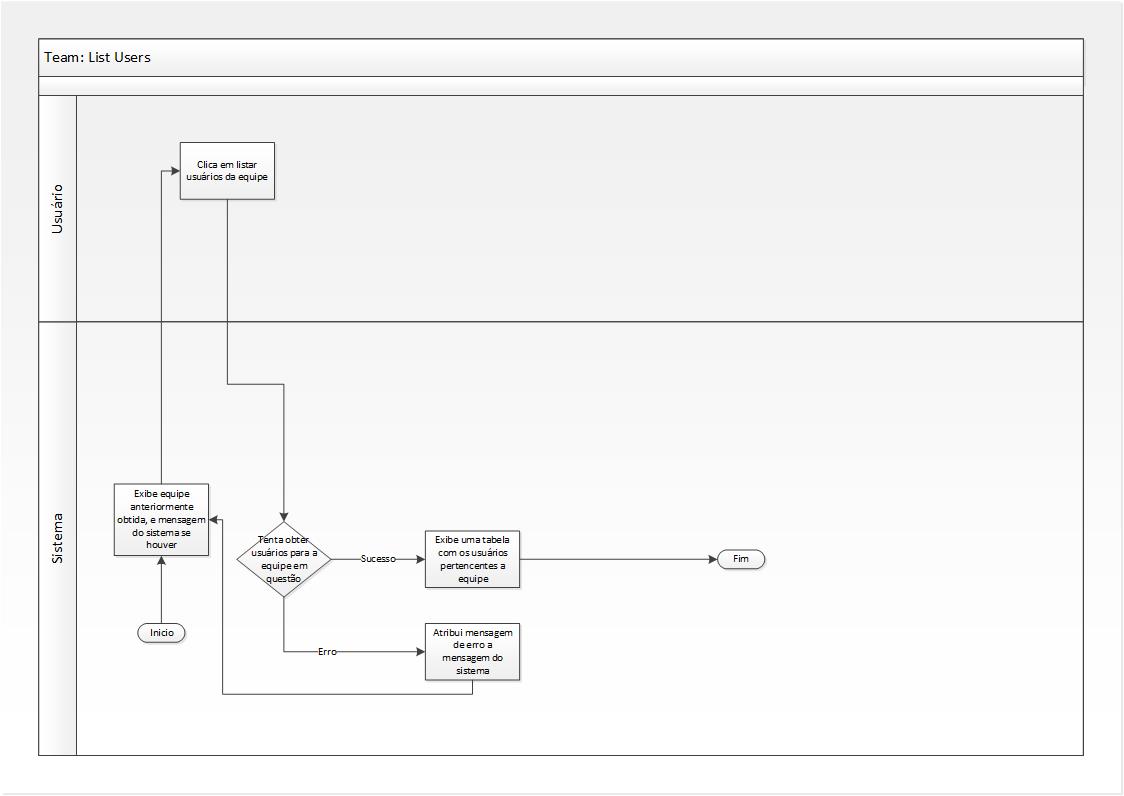 Team: List Users
Usuário
Clica em listar
usuários da equipe
Sistema
Exibe equipe
anteriormente
obtida, e mensagem
do sistema se
houver
Inicio
Tenta obter
usuários para a
equipe em
questão
Sucesso
Exibe uma tabela
com os usuários
pertencentes a
equipe
Fim
Erro
Atribui mensagem
de erro a
mensagem do
sistema